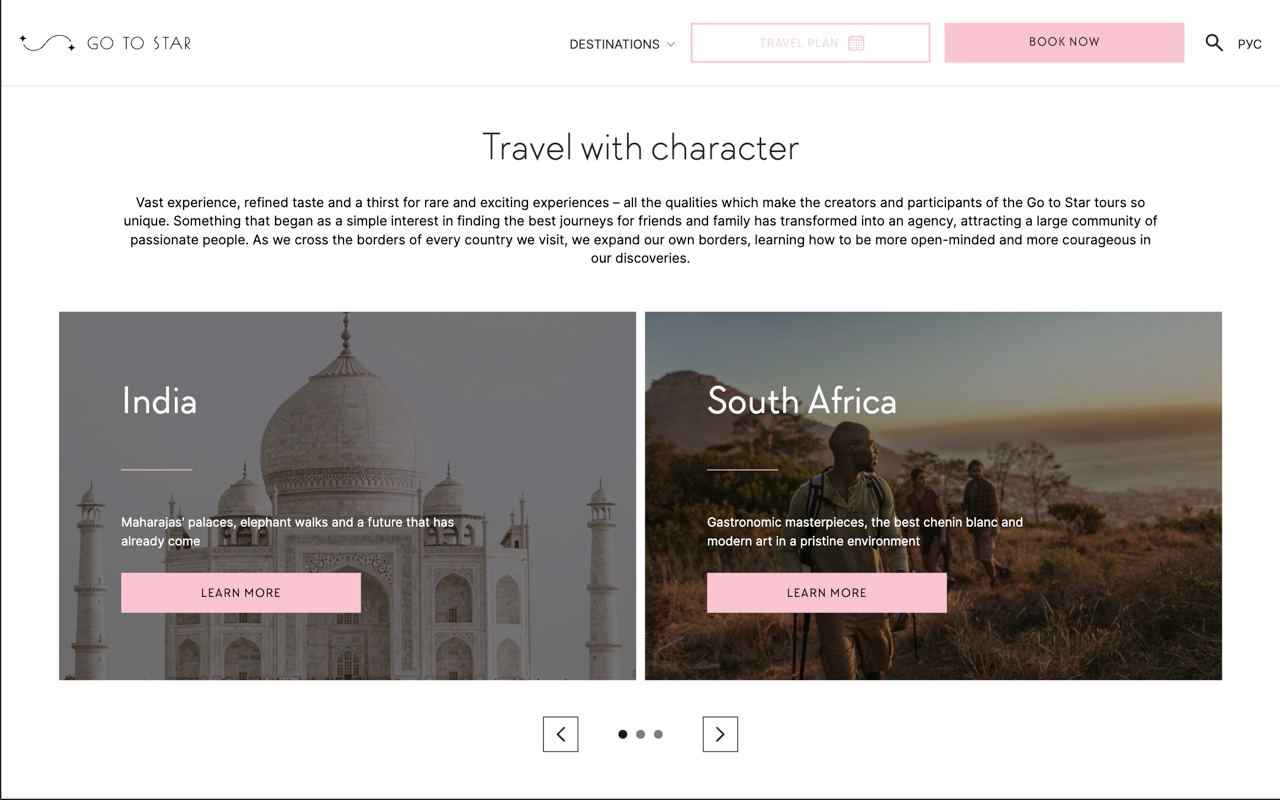 GO TO STAR
DESTINATIONS
TRAVEL PLAN
BOOK NOW
РУС
Travel with character
Vast experience, refined taste and a thirst for rare and exciting experiences – all the qualities which make the creators and participants of the Go to Star tours so
unique. Something that began as a simple interest in finding the best journeys for friends and family has transformed into an agency, attracting a large community of
passionate people. As we cross the borders of every country we visit, we expand our own borders, learning how to be more open-minded and more courageous in
our discoveries.
India
Maharajas' palaces, elephant walks and a future that has
already come
LEARN MORE
South Africa
Gastronomic masterpieces, the best chenin blanc and
modern art in a pristine environment
LEARN MORE